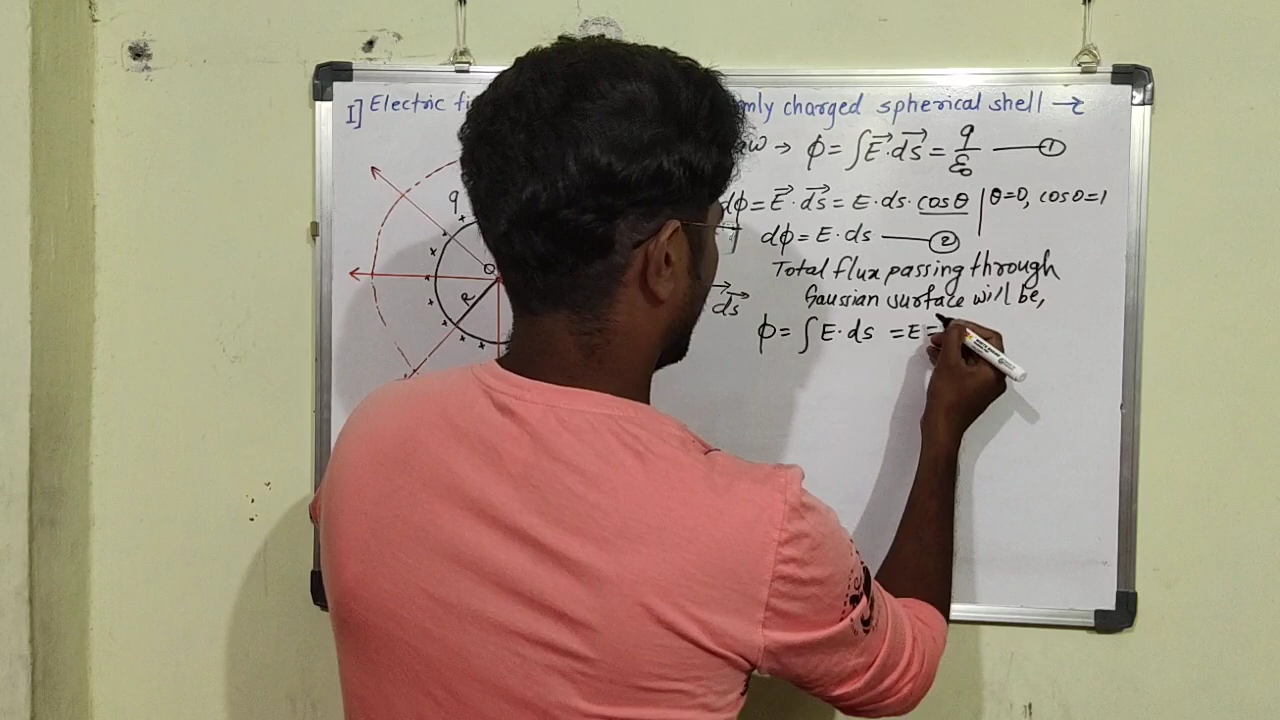 I] Electric fi mly charged spherical shell →
aw → ϕ = ∫E⃗·ds⃗ = q/ε₀ —— ①
dϕ = E⃗ · ds⃗ = E·ds·cosθ | θ=0, cosθ=1
dϕ = E·ds —— ②
Total flux passing through
Gaussian surface will be,
ϕ = ∫ E·ds = E
q
O
R
ds⃗